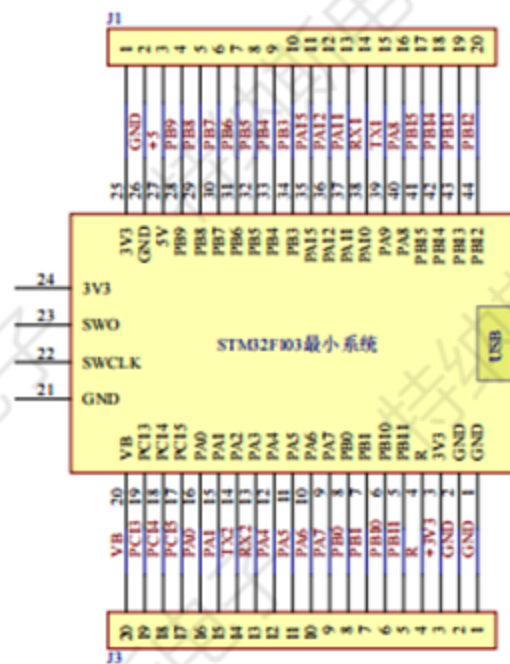 J1
1 2 3 4 5 6 7 8 9 10 11 12 13 14 15 16 17 18 19 20
GND +5 PB9 PB8 PB7 PB6 PB5 PB4 PB3 PA15 PA12 PA11 RX1 TX1 PA8 PB15 PB14 PB13 PB12
25 26 27 28 29 30 31 32 33 34 35 36 37 38 39 40 41 42 43 44
3V3 GND 5V PB9 PB8 PB7 PB6 PB5 PB4 PB3 PA15 PA12 PA11 PA10 PA9 PA8 PB15 PB14 PB13 PB12
24 3V3
23 SWO
22 SWCLK
21 GND
STM32F103最小系统
USB
VB PC13 PC14 PC15 PA0 PA1 PA2 PA3 PA4 PA5 PA6 PA7 PB0 PB1 PB10 PB11 R 3V3 GND GND
20 19 18 17 16 15 14 13 12 11 10 9 8 7 6 5 4 3 2 1
VB PC13 PC14 PC15 PA0 PA1 TX2 RX2 PA4 PA5 PA6 PA7 PB0 PB1 PB10 PB11 R +3V3 GND GND
20 19 18 17 16 15 14 13 12 11 10 9 8 7 6 5 4 3 2 1
J3